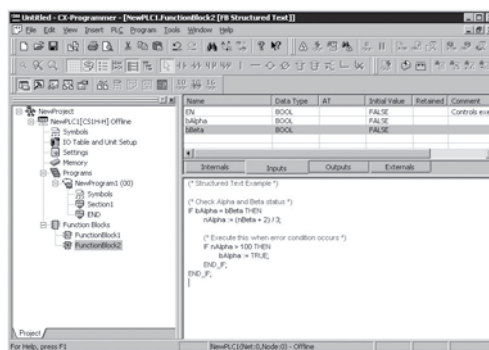 Untitled - CX-Programmer - [NewPLC1.FunctionBlock2 [FB Structured Text]]
File Edit View Insert PLC Program Tools Window Help
NewProject
NewPLC1[CS1H-H] Offline
Symbols
IO Table and Unit Setup
Settings
Memory
Programs
NewProgram1 (00)
Symbols
Section1
END
Function Blocks
FunctionBlock1
FunctionBlock2
Project
Name Data Type AT Initial Value Retained Comment
EN BOOL FALSE Controls exe
bAlpha BOOL FALSE
bBeta BOOL FALSE
Internals Inputs Outputs Externals
(* Structured Text Example *)
(* Check Alpha and Beta status *)
IF bAlpha = bBeta THEN
nAlpha := (nBeta + 2) / 3;
(* Execute this when error condition occurs *)
IF nAlpha > 100 THEN
bAlpha := TRUE;
END_IF;
END_IF;
For Help, press F1
NewPLC1(Net:0,Node:0) - Offline